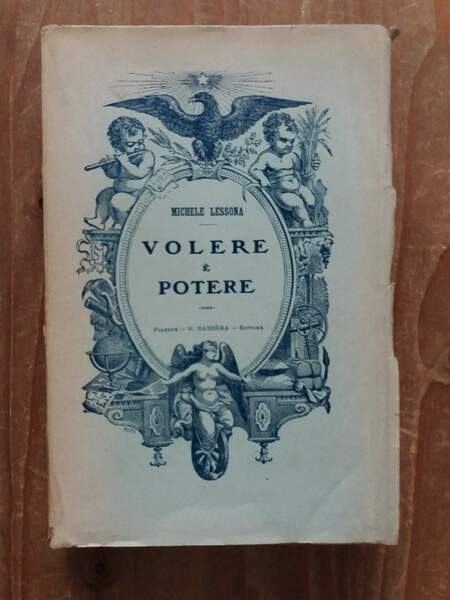 MICHELE LESSONA
VOLERE
È
POTERE
FIRENZE — G. BARBÈRA — EDITORE